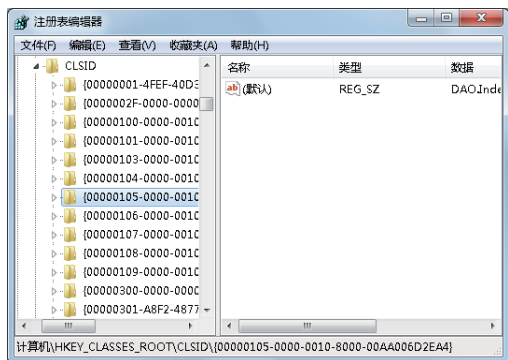 注册表编辑器
文件(F) 编辑(E) 查看(V) 收藏夹(A) 帮助(H)
CLSID
{00000001-4FEF-40D3
{0000002F-0000-0000
{00000100-0000-0010
{00000101-0000-0010
{00000103-0000-0010
{00000104-0000-0010
{00000105-0000-0010
{00000106-0000-0010
{00000107-0000-0010
{00000108-0000-0010
{00000109-0000-0010
{00000300-0000-0000
{00000301-A8F2-4877
名称 类型 数据
ab (默认) REG_SZ DAO.Inde
计算机\HKEY_CLASSES_ROOT\CLSID\{00000105-0000-0010-8000-00AA006D2EA4}